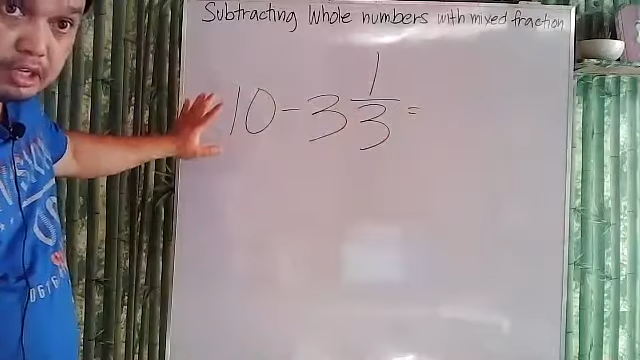 Subtracting Whole numbers with mixed fraction
10 - 3 1/3 =